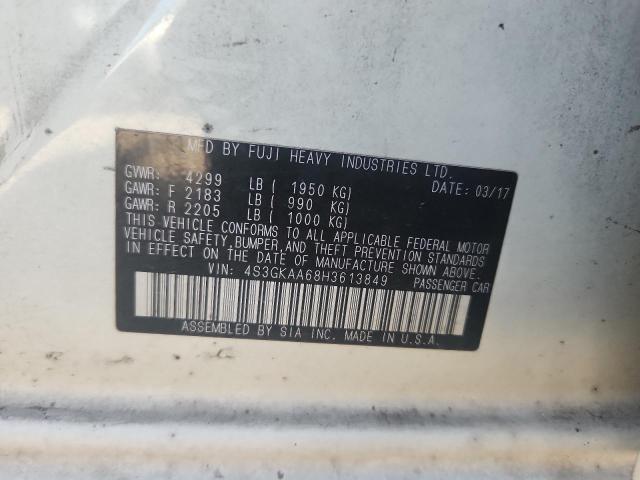 MFD BY FUJI HEAVY INDUSTRIES LTD.
GVWR: 4299 LB ( 1950 KG) DATE: 03/17
GAWR: F 2183 LB ( 990 KG)
GAWR: R 2205 LB ( 1000 KG)
THIS VEHICLE CONFORMS TO ALL APPLICABLE FEDERAL MOTOR
VEHICLE SAFETY, BUMPER, AND THEFT PREVENTION STANDARDS
IN EFFECT ON THE DATE OF MANUFACTURE SHOWN ABOVE.
VIN: 4S3GKAA68H3613849 PASSENGER CAR
ASSEMBLED BY SIA INC. MADE IN U.S.A.